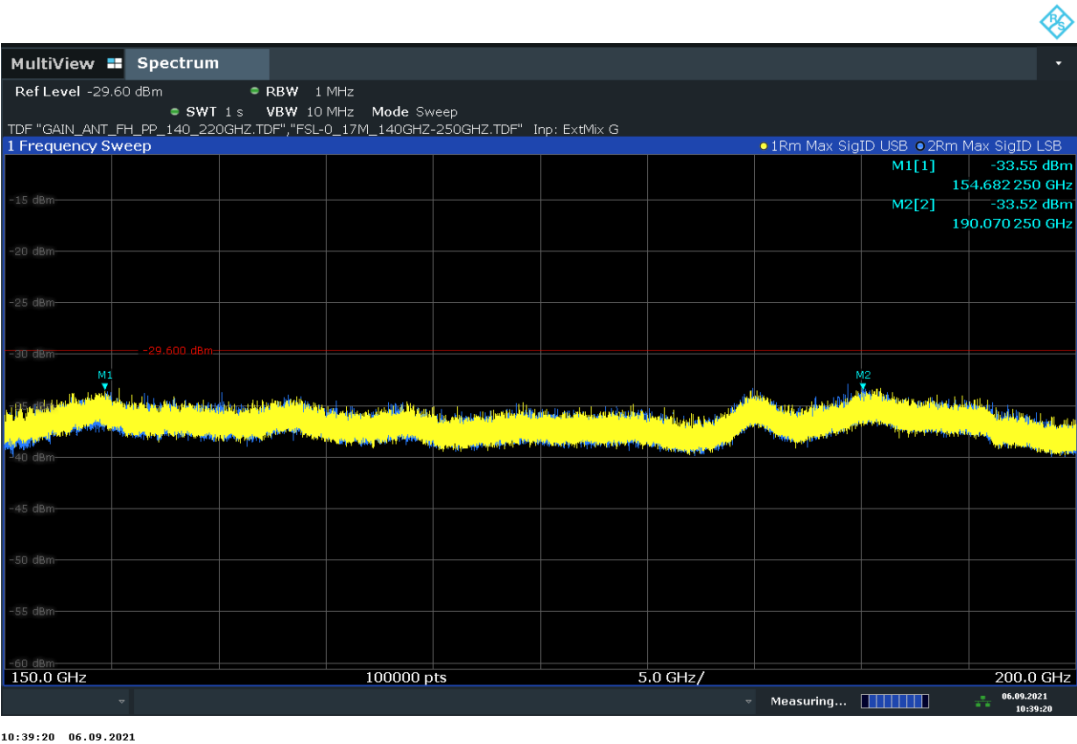 R S
MultiView Spectrum
Ref Level -29.60 dBm RBW 1 MHz
SWT 1 s VBW 10 MHz Mode Sweep
TDF "GAIN_ANT_FH_PP_140_220GHZ.TDF","FSL-0_17M_140GHZ-250GHZ.TDF" Inp: ExtMix G
1 Frequency Sweep 1Rm Max SigID USB 2Rm Max SigID LSB
M1[1] -33.55 dBm
154.682 250 GHz
-15 dBm M2[2] -33.52 dBm
190.070 250 GHz
-20 dBm
-25 dBm
-30 dBm -29.600 dBm
M1 M2
-35 dBm
-40 dBm
-45 dBm
-50 dBm
-55 dBm
-60 dBm
150.0 GHz 100000 pts 5.0 GHz/ 200.0 GHz
Measuring... 06.09.2021
10:39:20
10:39:20 06.09.2021